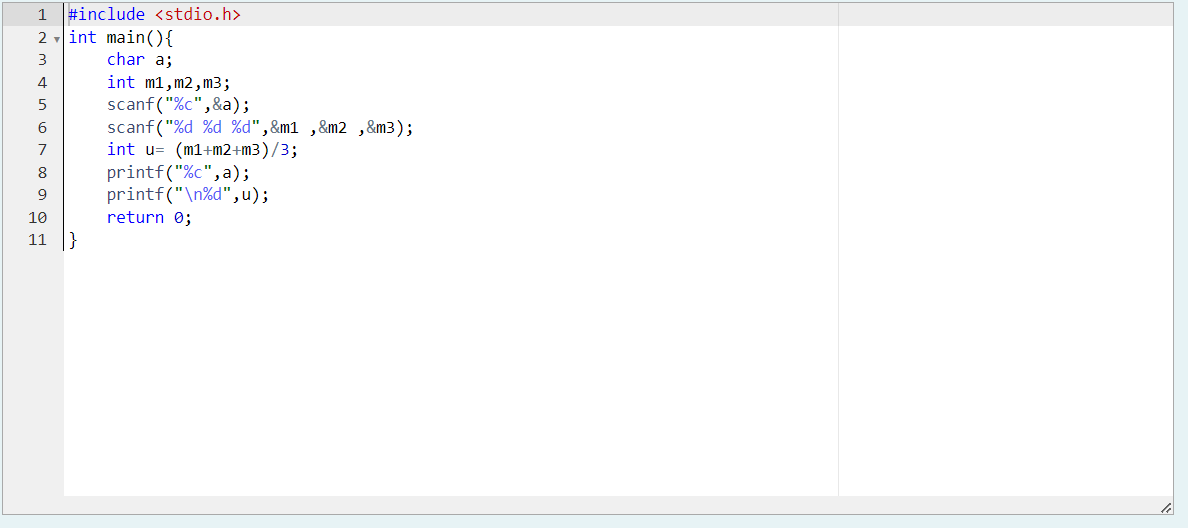 1 #include <stdio.h>
2 int main(){
3 char a;
4 int m1,m2,m3;
5 scanf("%c",&a);
6 scanf("%d %d %d",&m1 ,&m2 ,&m3);
7 int u= (m1+m2+m3)/3;
8 printf("%c",a);
9 printf("\n%d",u);
10 return 0;
11 }